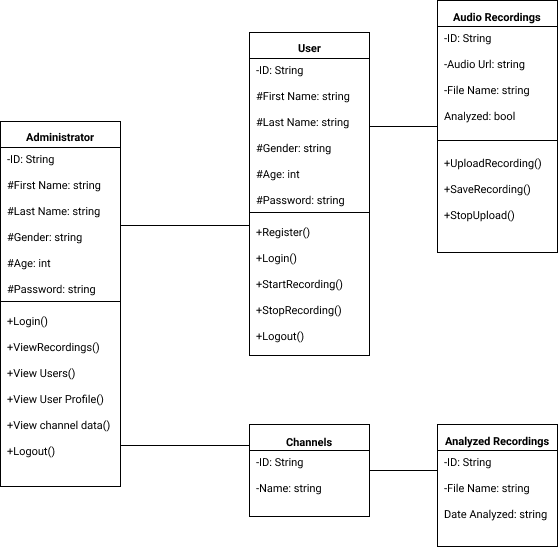 Administrator
-ID: String
#First Name: string
#Last Name: string
#Gender: string
#Age: int
#Password: string
+Login()
+ViewRecordings()
+View Users()
+View User Profile()
+View channel data()
+Logout()
User
-ID: String
#First Name: string
#Last Name: string
#Gender: string
#Age: int
#Password: string
+Register()
+Login()
+StartRecording()
+StopRecording()
+Logout()
Audio Recordings
-ID: String
-Audio Url: string
-File Name: string
Analyzed: bool
+UploadRecording()
+SaveRecording()
+StopUpload()
Channels
-ID: String
-Name: string
Analyzed Recordings
-ID: String
-File Name: string
Date Analyzed: string